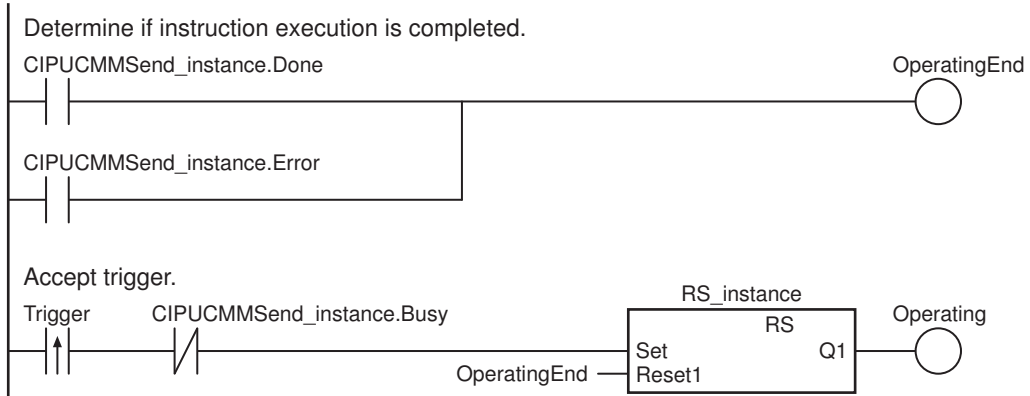 Determine if instruction execution is completed.
CIPUCMMSend_instance.Done
OperatingEnd
CIPUCMMSend_instance.Error
Accept trigger.
RS_instance
Trigger
CIPUCMMSend_instance.Busy
RS
Operating
Set
Q1
OperatingEnd
Reset1